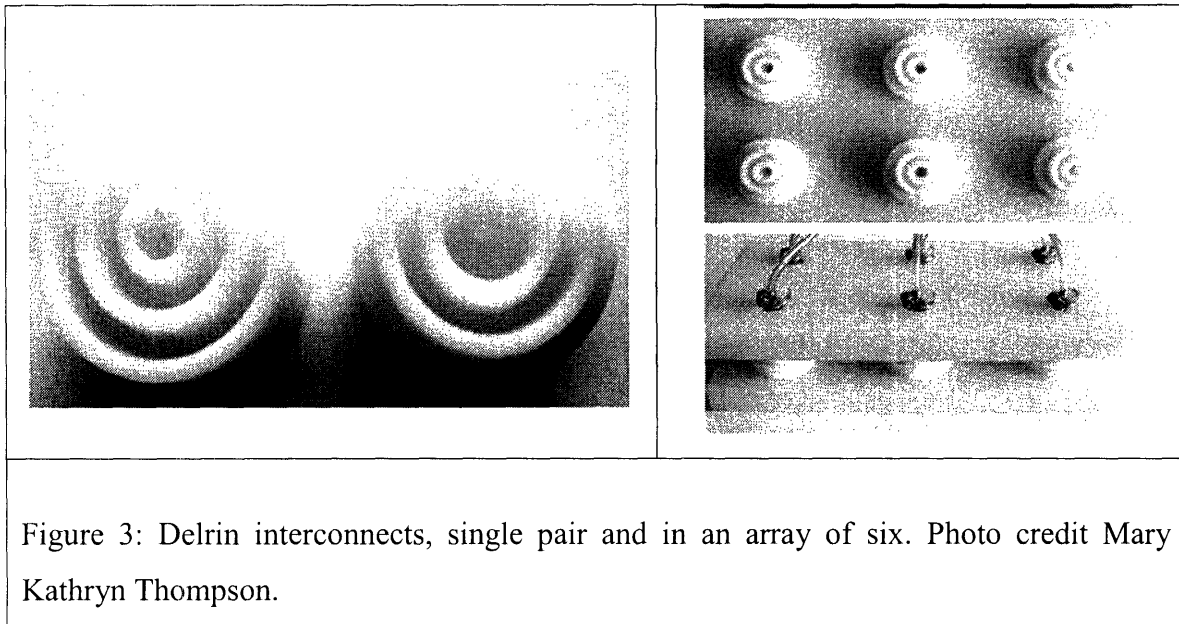 Figure 3: Delrin interconnects, single pair and in an array of six. Photo credit Mary
Kathryn Thompson.